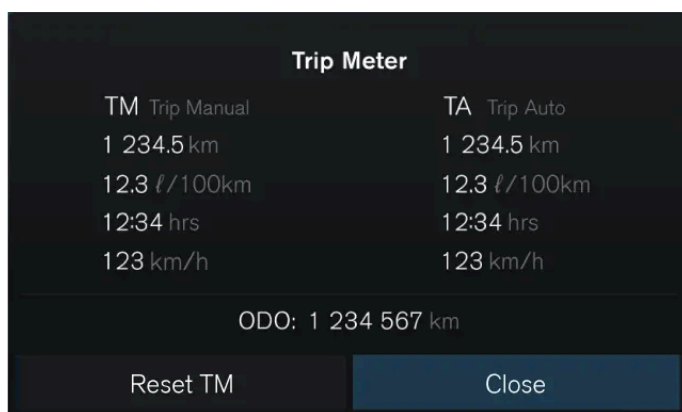 Trip Meter
TM Trip Manual
1 234.5 km
12.3 ℓ/100km
12:34 hrs
123 km/h
TA Trip Auto
1 234.5 km
12.3 ℓ/100km
12:34 hrs
123 km/h
ODO: 1 234 567 km
Reset TM
Close